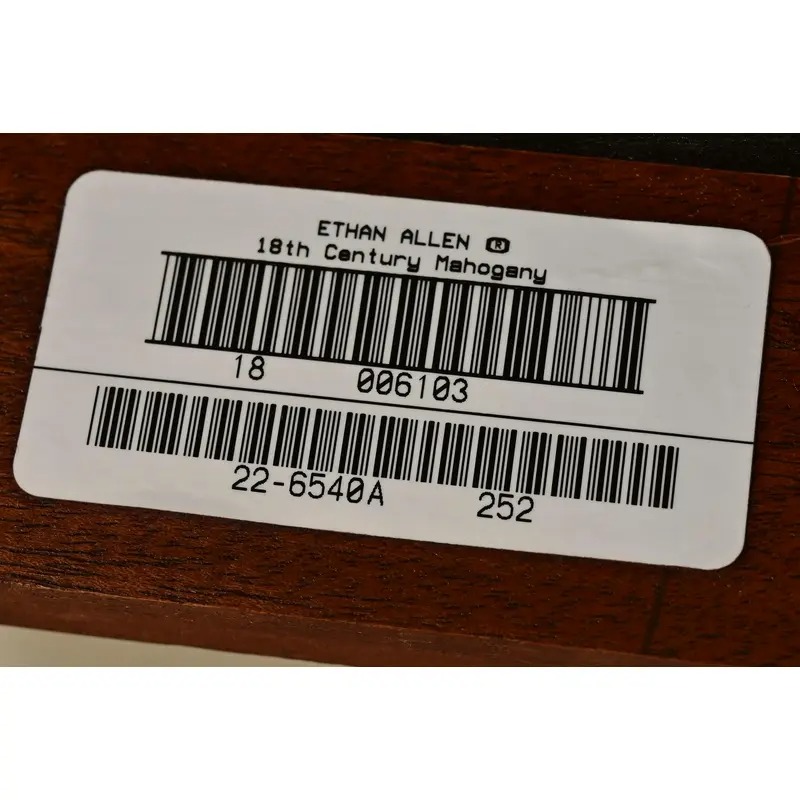 ETHAN ALLEN ®
18th Century Mahogany
18 006103
22-6540A 252